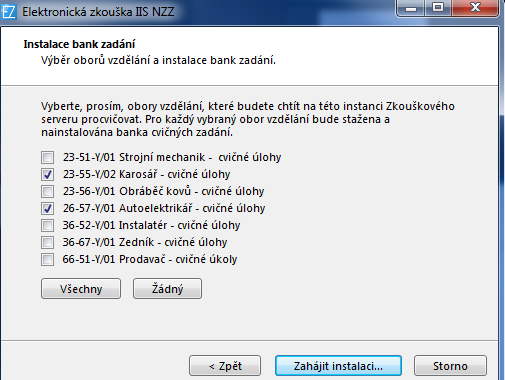 EZ Elektronická zkouška IIS NZZ
Instalace bank zadání
Výběr oborů vzdělání a instalace bank zadání.
Vyberte, prosím, obory vzdělání, které budete chtít na této instanci Zkouškového
serveru procvičovat. Pro každý vybraný obor vzdělání bude stažena a
nainstalována banka cvičných zadání.
23-51-Y/01 Strojní mechanik - cvičné úlohy
23-55-Y/02 Karosář - cvičné úlohy
23-56-Y/01 Obráběč kovů - cvičné úlohy
26-57-Y/01 Autoelektrikář - cvičné úlohy
36-52-Y/01 Instalatér - cvičné úlohy
36-67-Y/01 Zedník - cvičné úlohy
66-51-Y/01 Prodavač - cvičné úkoly
Všechny Žádný
< Zpět Zahájit instalaci... Storno